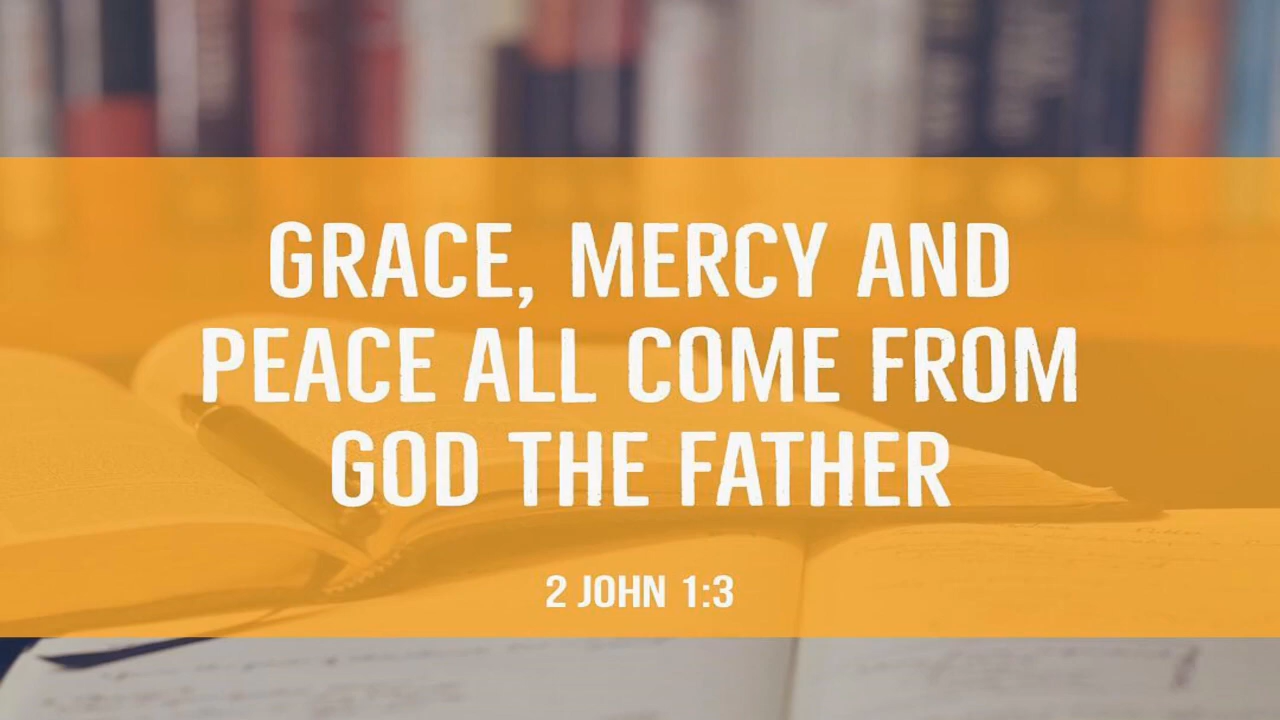 GRACE, MERCY AND
PEACE ALL COME FROM
GOD THE FATHER
2 JOHN 1:3